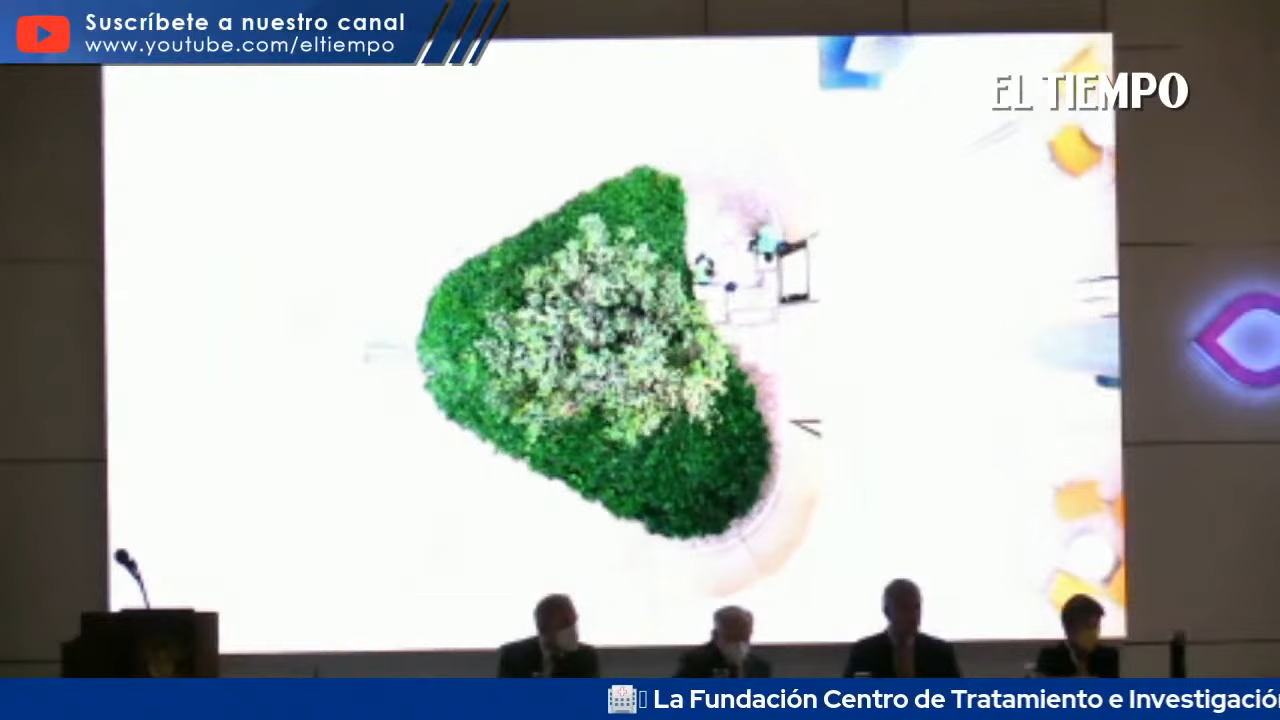 Suscríbete a nuestro canal
www.youtube.com/eltiempo
EL TIEMPO
🏥 La Fundación Centro de Tratamiento e Investigación